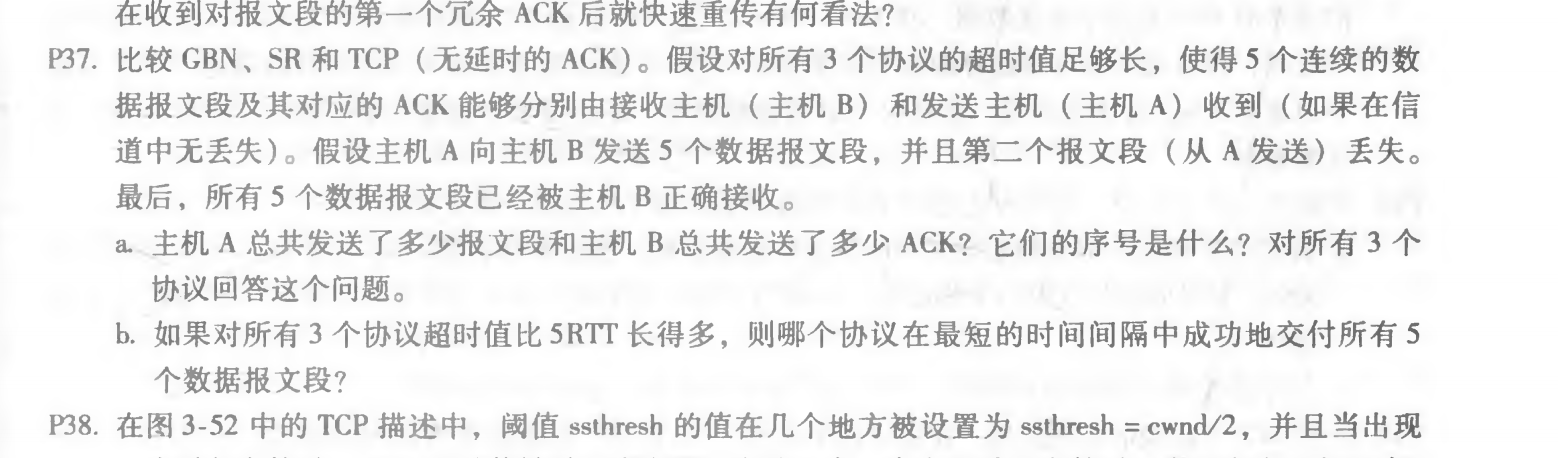 在收到对报文段的第一个冗余 ACK 后就快速重传有何看法?
P37. 比较 GBN、SR 和 TCP（无延时的 ACK）。假设对所有 3 个协议的超时值足够长，使得 5 个连续的数
据报文段及其对应的 ACK 能够分别由接收主机（主机 B）和发送主机（主机 A）收到（如果在信
道中无丢失）。假设主机 A 向主机 B 发送 5 个数据报文段，并且第二个报文段（从 A 发送）丢失。
最后，所有 5 个数据报文段已经被主机 B 正确接收。
a. 主机 A 总共发送了多少报文段和主机 B 总共发送了多少 ACK? 它们的序号是什么? 对所有 3 个
协议回答这个问题。
b. 如果对所有 3 个协议超时值比 5RTT 长得多，则哪个协议在最短的时间间隔中成功地交付所有 5
个数据报文段?
P38. 在图 3-52 中的 TCP 描述中，阈值 ssthresh 的值在几个地方被设置为 ssthresh = cwnd/2，并且当出现